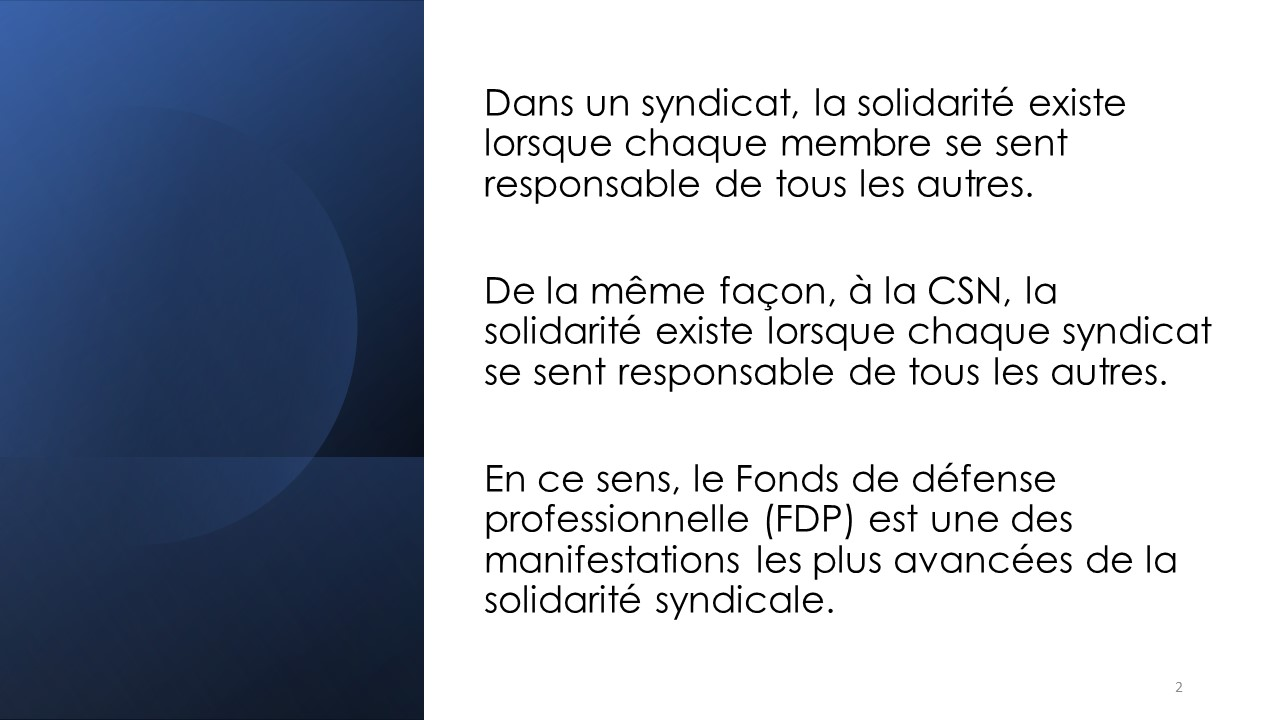 Dans un syndicat, la solidarité existe
lorsque chaque membre se sent
responsable de tous les autres.
De la même façon, à la CSN, la
solidarité existe lorsque chaque syndicat
se sent responsable de tous les autres.
En ce sens, le Fonds de défense
professionnelle (FDP) est une des
manifestations les plus avancées de la
solidarité syndicale.
2